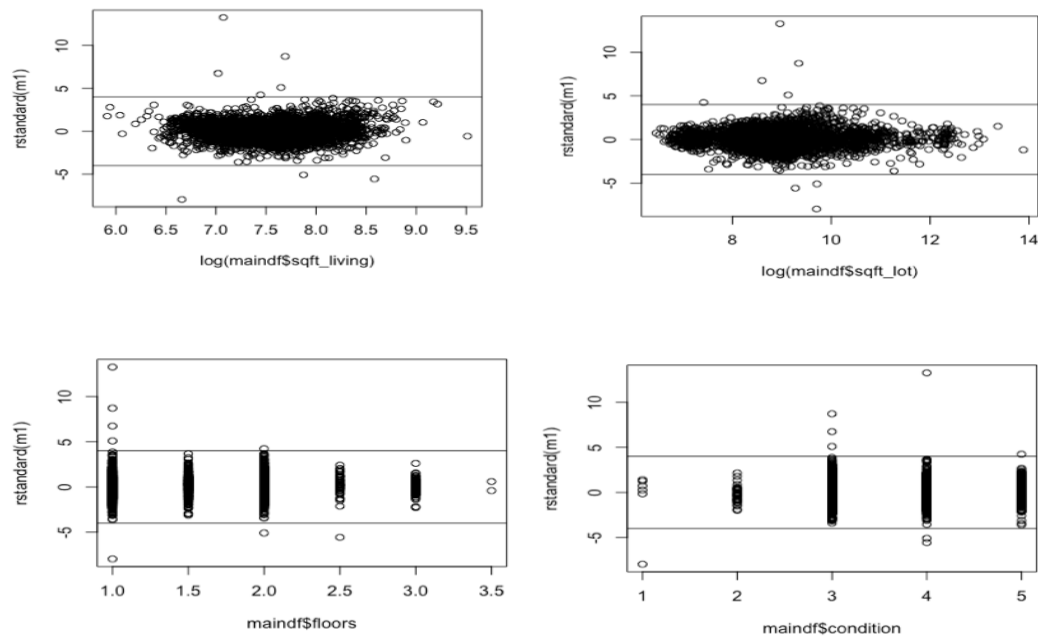 rstandard(m1)
10
5
0
-5
6.0 6.5 7.0 7.5 8.0 8.5 9.0 9.5
log(maindf$sqft_living)
rstandard(m1)
10
5
0
-5
8 10 12 14
log(maindf$sqft_lot)
rstandard(m1)
10
5
0
-5
1.0 1.5 2.0 2.5 3.0 3.5
maindf$floors
rstandard(m1)
10
5
0
-5
1 2 3 4 5
maindf$condition